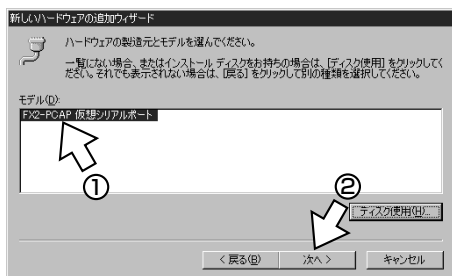 新しいハードウェアの追加ウィザード
ハードウェアの製造元とモデルを選んでください。
一覧にない場合、またはインストール ディスクをお持ちの場合は、[ディスク使用] をクリックしてく
ださい。それでも表示されない場合は、[戻る] をクリックして別の種類を選択してください。
モデル(D):
FX2-PCAP 仮想シリアルポート
①
②
ディスク使用(H)...
< 戻る(B)
次へ >
キャンセル